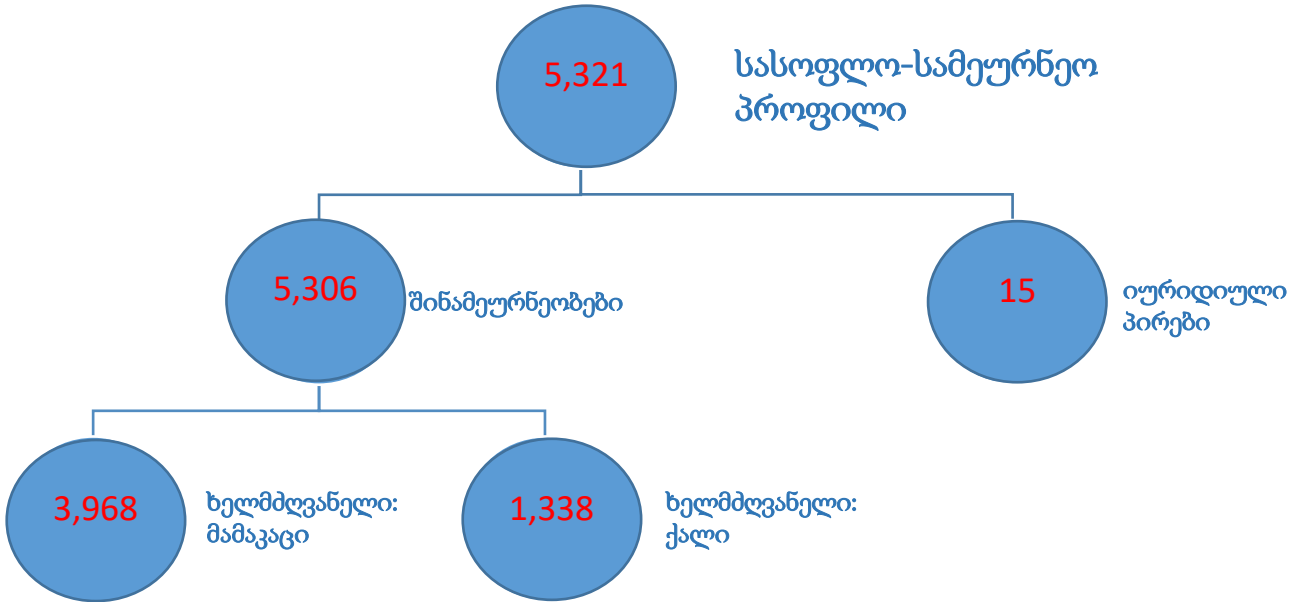 5,321
სასოფლო-სამეურნეო
პროფილი
5,306
შინამეურნეობები
15
იურიდიული
პირები
3,968
ხელმძღვანელი:
მამაკაცი
1,338
ხელმძღვანელი:
ქალი